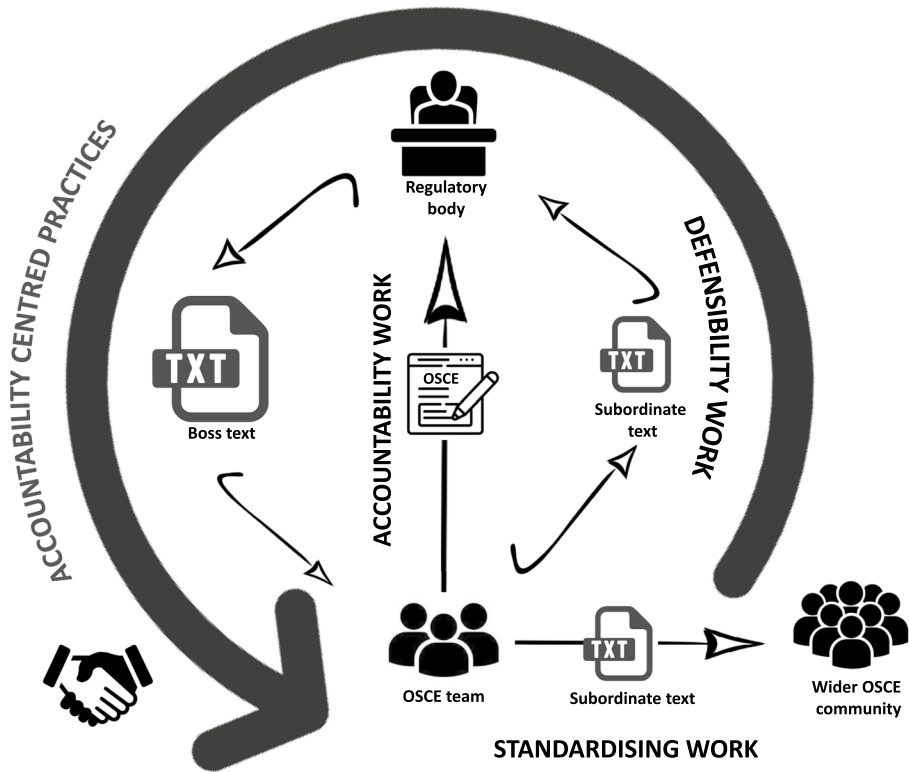 Regulatory
body
ACCOUNTABILITY CENTRED PRACTICES
TXT
Boss text
ACCOUNTABILITY WORK
OSCE
TXT
Subordinate
text
DEFENSIBILITY WORK
OSCE team
TXT
Subordinate text
Wider OSCE
community
STANDARDISING WORK